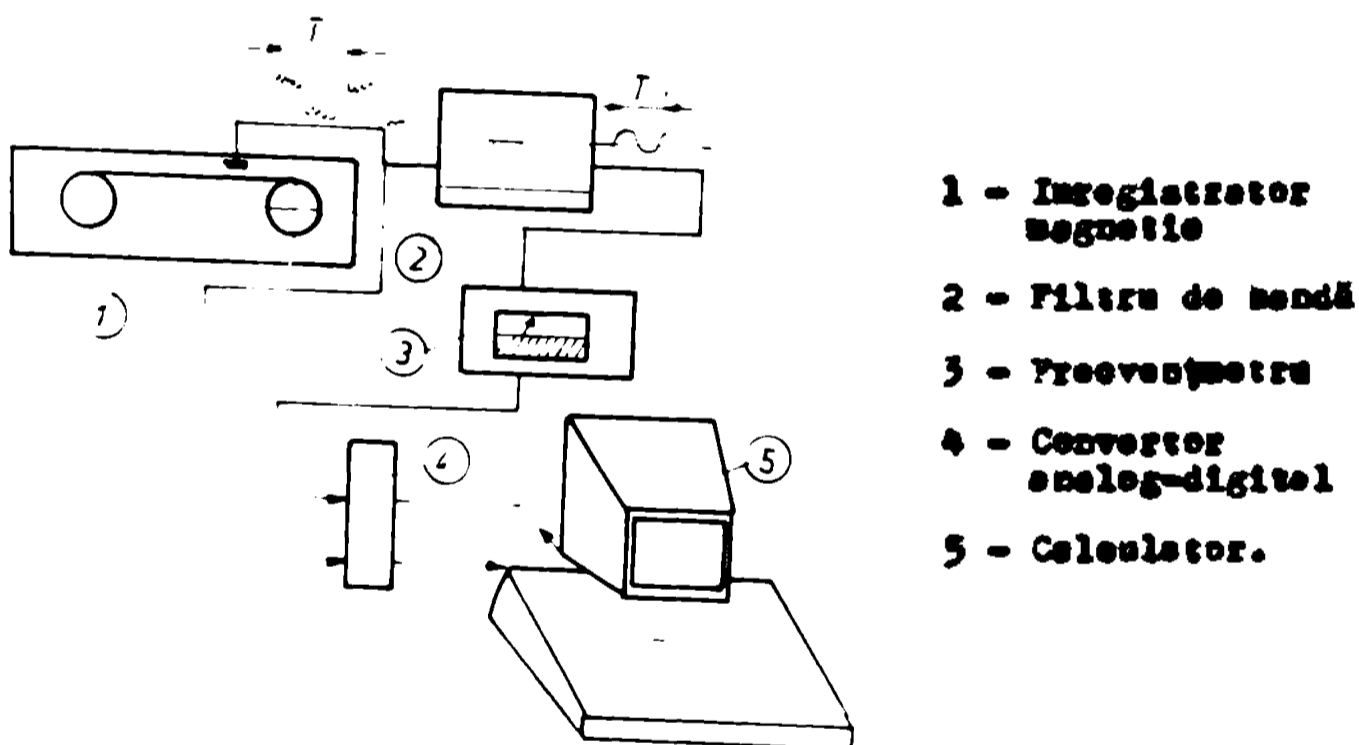 T
T
2
1
3
4
5
1 - Inregistrator
magnetic
2 - Filtru de bandă
3 - Frecvențmetru
4 - Convertor
analog-digital
5 - Calculator.